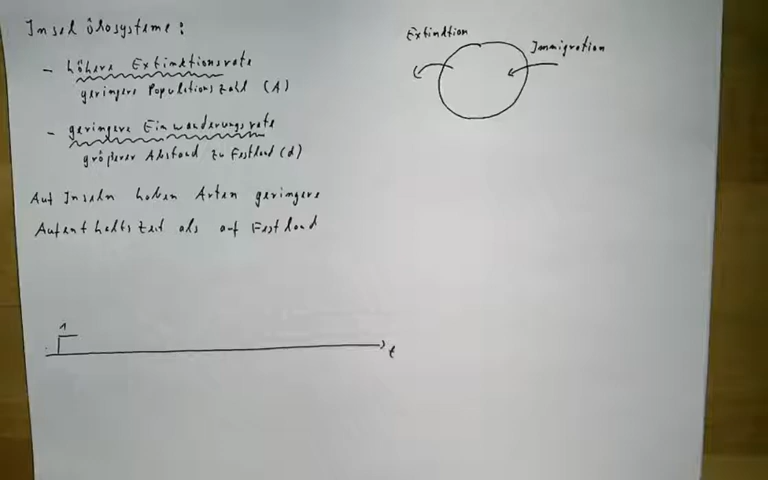 Inselökosysteme:
- höhere Extinktionsrate
geringere Populationszahl (A)
- geringere Einwanderungsrate
größerer Abstand zu Festland (d)
Auf Inseln haben Arten geringere
Aufenthaltszeit als auf Festland
Extinktion
Immigration
1
t